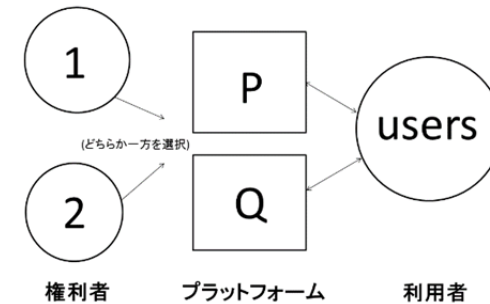 1
P
(どちらか一方を選択)
users
2
Q
権利者
プラットフォーム
利用者